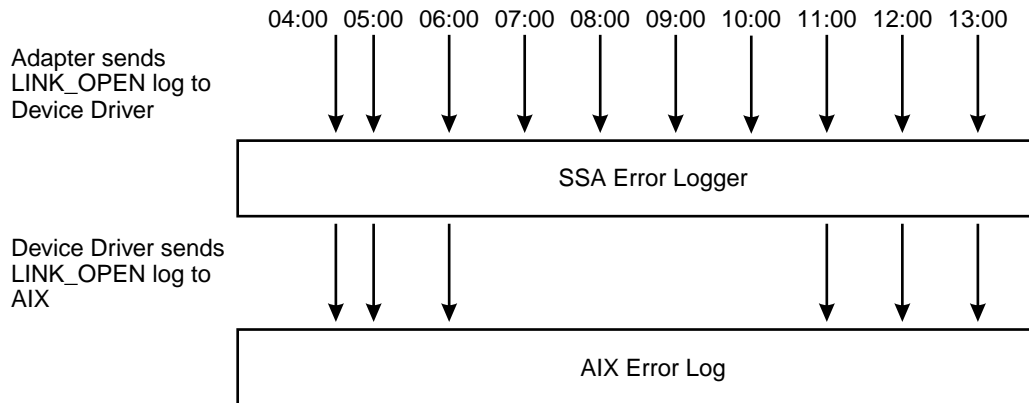 04:00 05:00 06:00 07:00 08:00 09:00 10:00 11:00 12:00 13:00
Adapter sends
LINK_OPEN log to
Device Driver
SSA Error Logger
Device Driver sends
LINK_OPEN log to
AIX
AIX Error Log